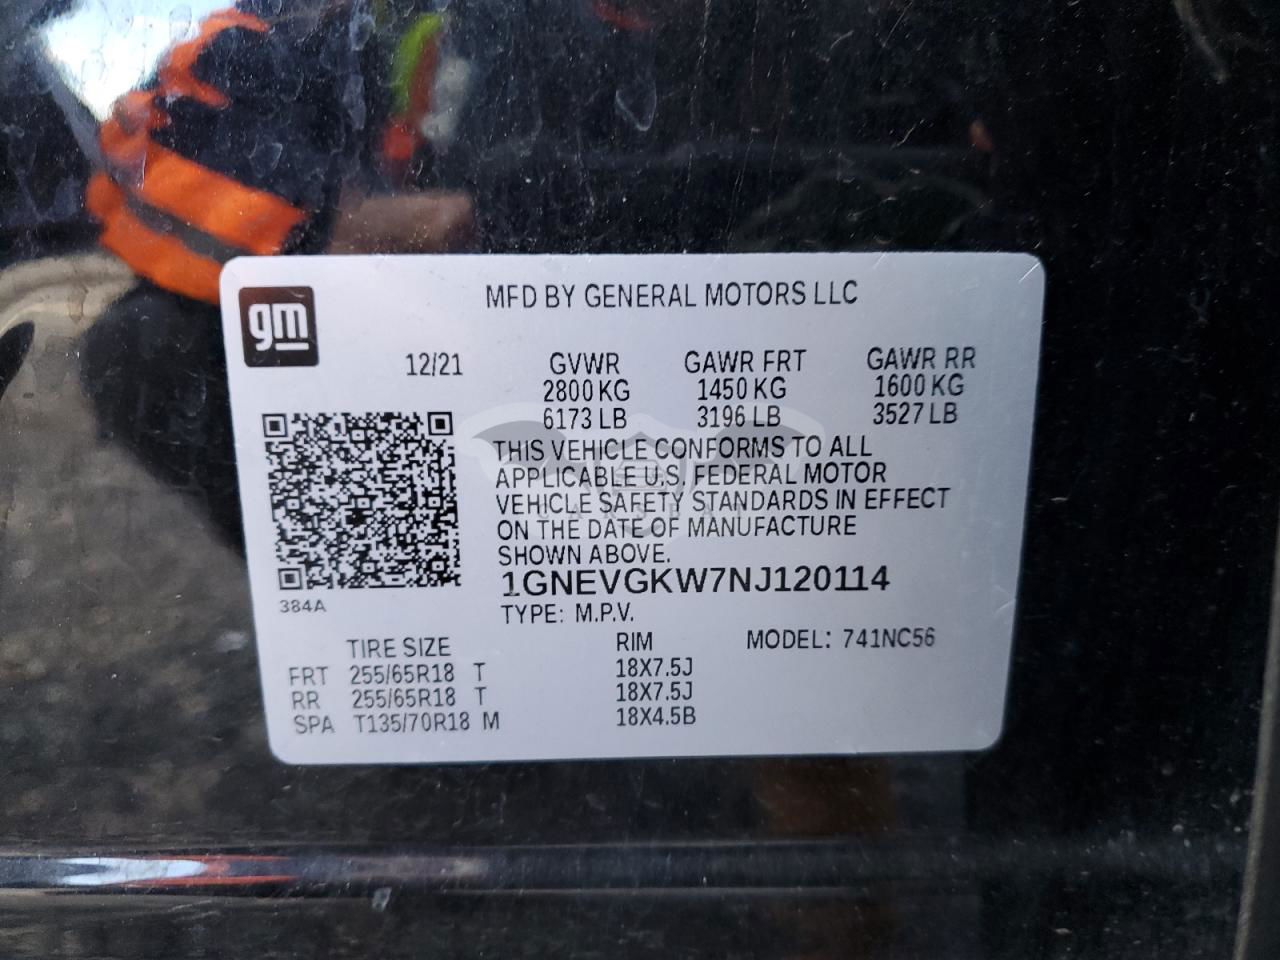 gm
MFD BY GENERAL MOTORS LLC
12/21 GVWR GAWR FRT GAWR RR
2800 KG 1450 KG 1600 KG
6173 LB 3196 LB 3527 LB
THIS VEHICLE CONFORMS TO ALL
APPLICABLE U.S. FEDERAL MOTOR
VEHICLE SAFETY STANDARDS IN EFFECT
ON THE DATE OF MANUFACTURE
SHOWN ABOVE.
1GNEVGKW7NJ120114
384A
TYPE: M.P.V.
TIRE SIZE RIM MODEL: 741NC56
FRT 255/65R18 T 18X7.5J
RR 255/65R18 T 18X7.5J
SPA T135/70R18 M 18X4.5B